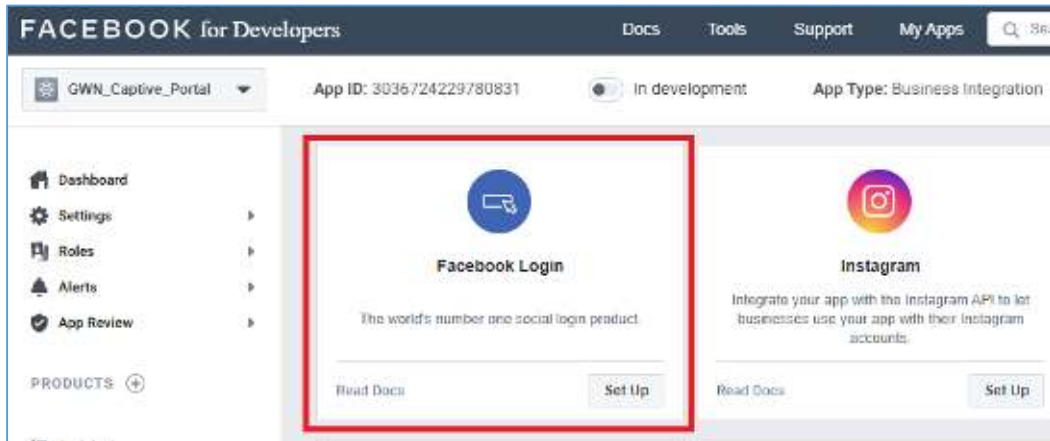 FACEBOOK for Developers
Docs
Tools
Support
My Apps
GWN_Captive_Portal
App ID: 3036724229780831
In development
App Type: Business Integration
Dashboard
Settings
Roles
Alerts
App Review
PRODUCTS
Facebook Login
The world's number one social login product.
Read Docs
Set Up
Instagram
Integrate your app with the Instagram API to let
businesses use your app with their Instagram
accounts.
Read Docs
Set Up